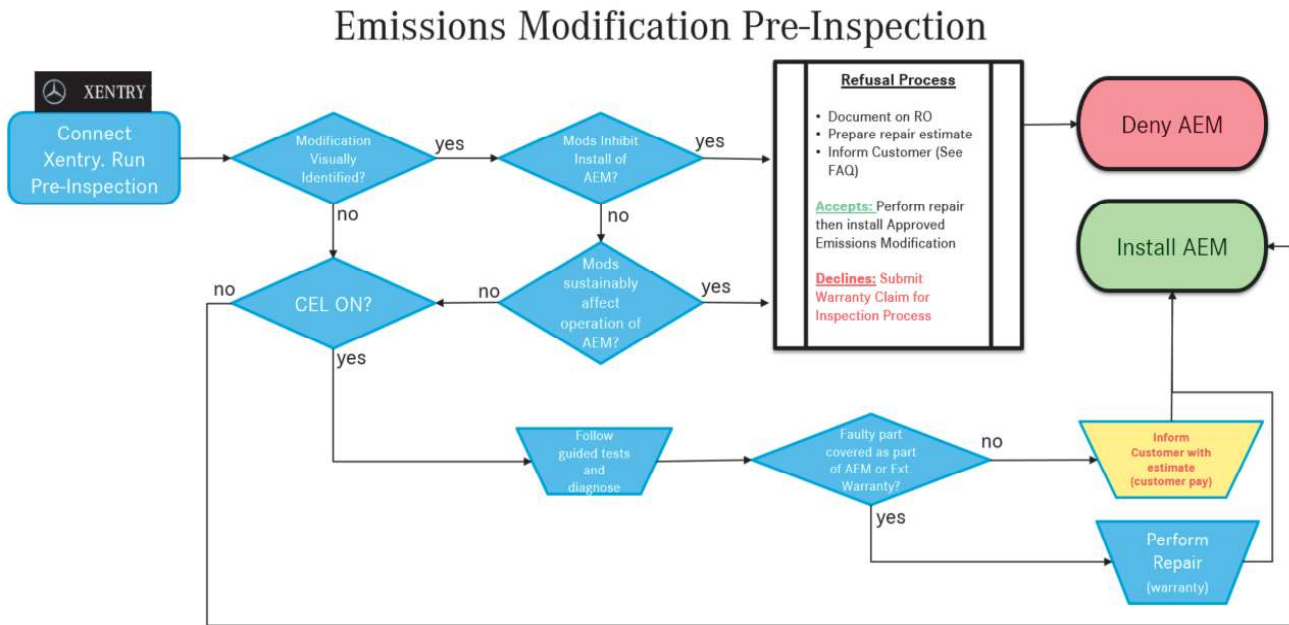 Emissions Modification Pre-Inspection
XENTRY
Connect
Xentry. Run
Pre-Inspection
Modification
Visually
Identified?
yes
Mods Inhibit
Install of
AEM?
yes
Refusal Process
• Document on RO
• Prepare repair estimate
• Inform Customer (See
FAQ)
Accepts: Perform repair
then install Approved
Emissions Modification
Declines: Submit
Warranty Claim for
Inspection Process
Deny AEM
no
no
Install AEM
no
CEL ON?
no
Mods
sustainably
affect
operation of
AEM?
yes
yes
Follow
guided tests
and
diagnose
Faulty part
covered as part
of AEM or Ext.
Warranty?
no
Inform
Customer with
estimate
(customer pay)
yes
Perform
Repair
(warranty)